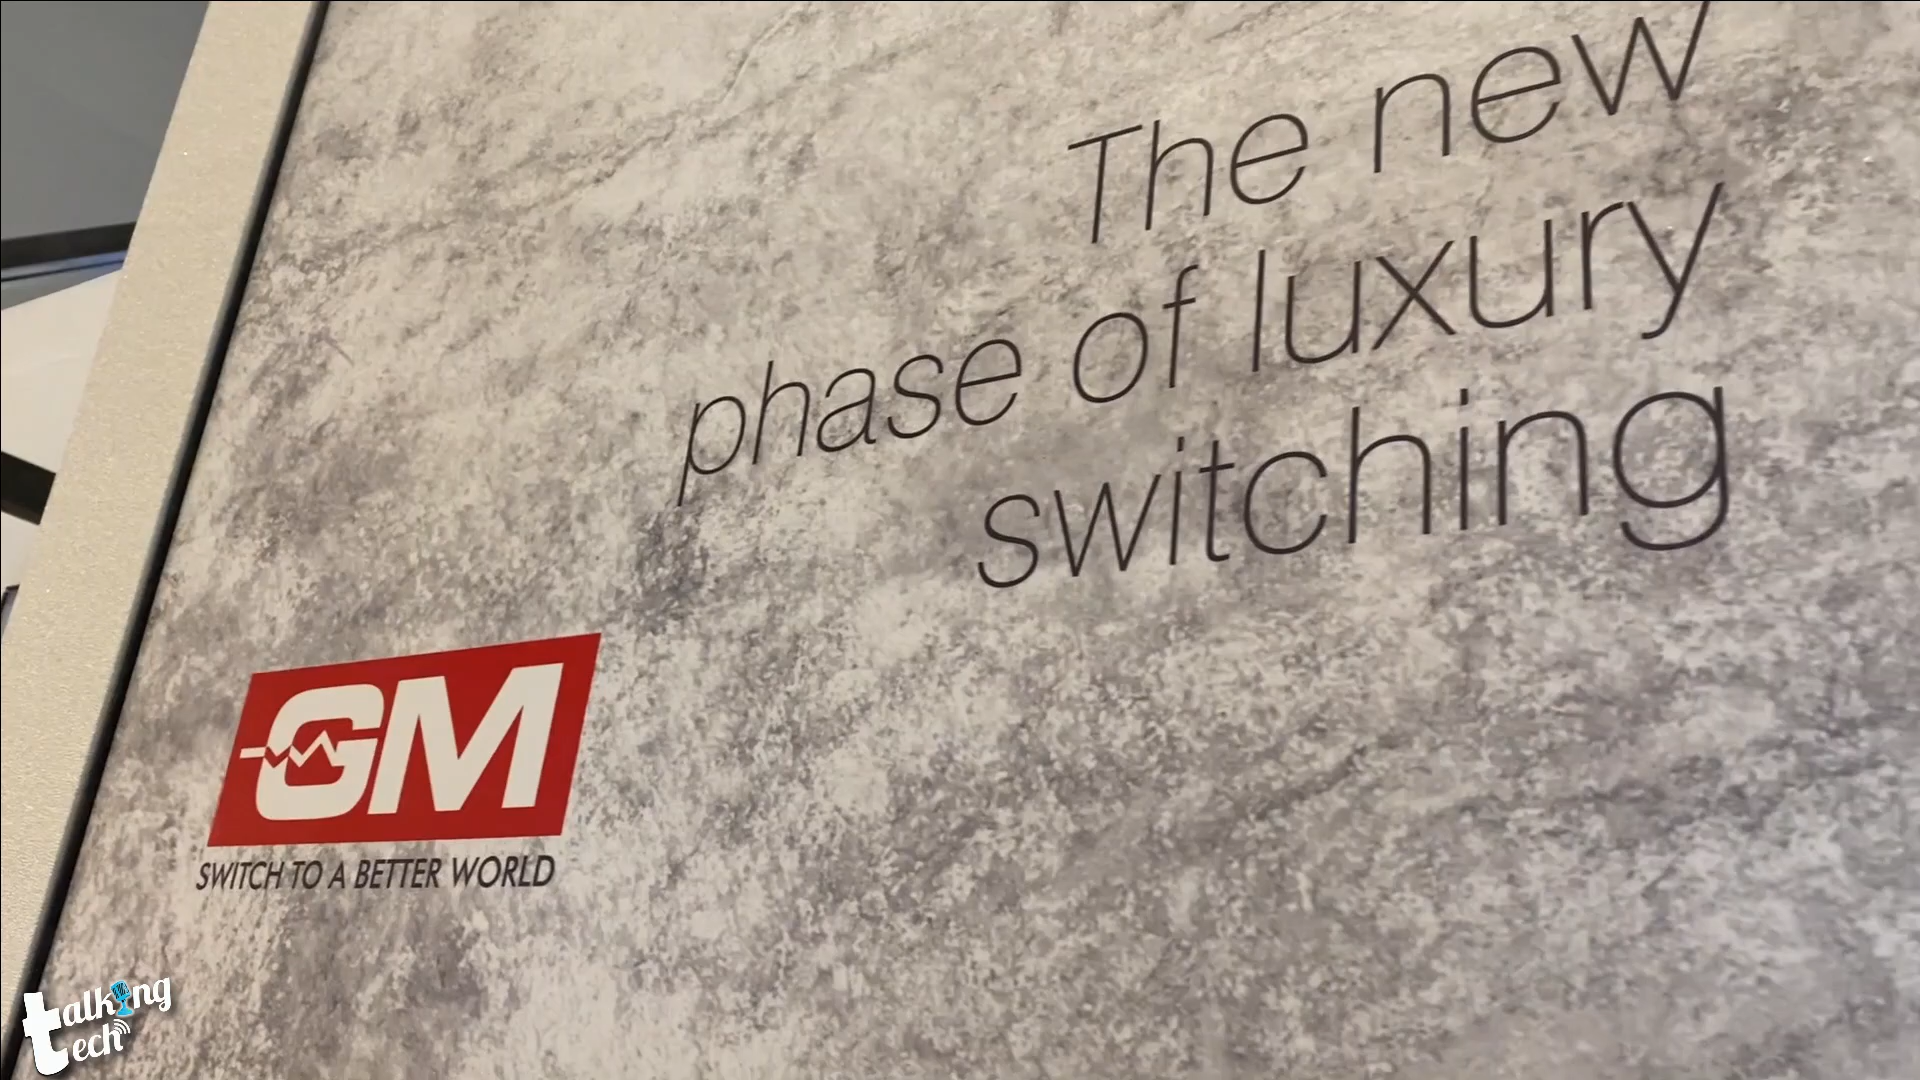 The new
phase of luxury
switching
GM
SWITCH TO A BETTER WORLD
talking
tech